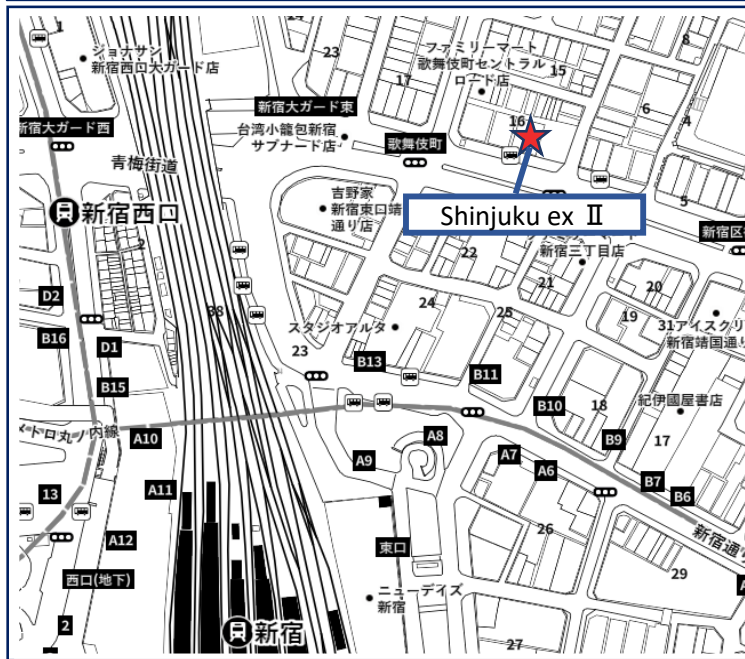 1
ジョナサン
新宿西口大ガード店
23
17
ファミリーマート
歌舞伎町セントラル
ロード店
15
8
6
4
16
新宿大ガード東
新宿大ガード西
台湾小籠包新宿
サブナード店
歌舞伎町
青梅街道
新宿西口
2
吉野家
新宿東口靖
通り店
Shinjuku ex Ⅱ
5
新宿区
新宿三丁目店
22
21
20
19
D2
38
24
25
スタジオアルタ
31アイスクリ
新宿靖国通り
B16
D1
23
B13
B11
B15
B10
18
紀伊國屋書店
17
メトロ丸ノ内線
A10
A9
A8
A7
A6
B9
B7
B6
13
A11
新宿通り
A12
東口
26
29
西口(地下)
2
ニューデイズ
新宿
新宿
27